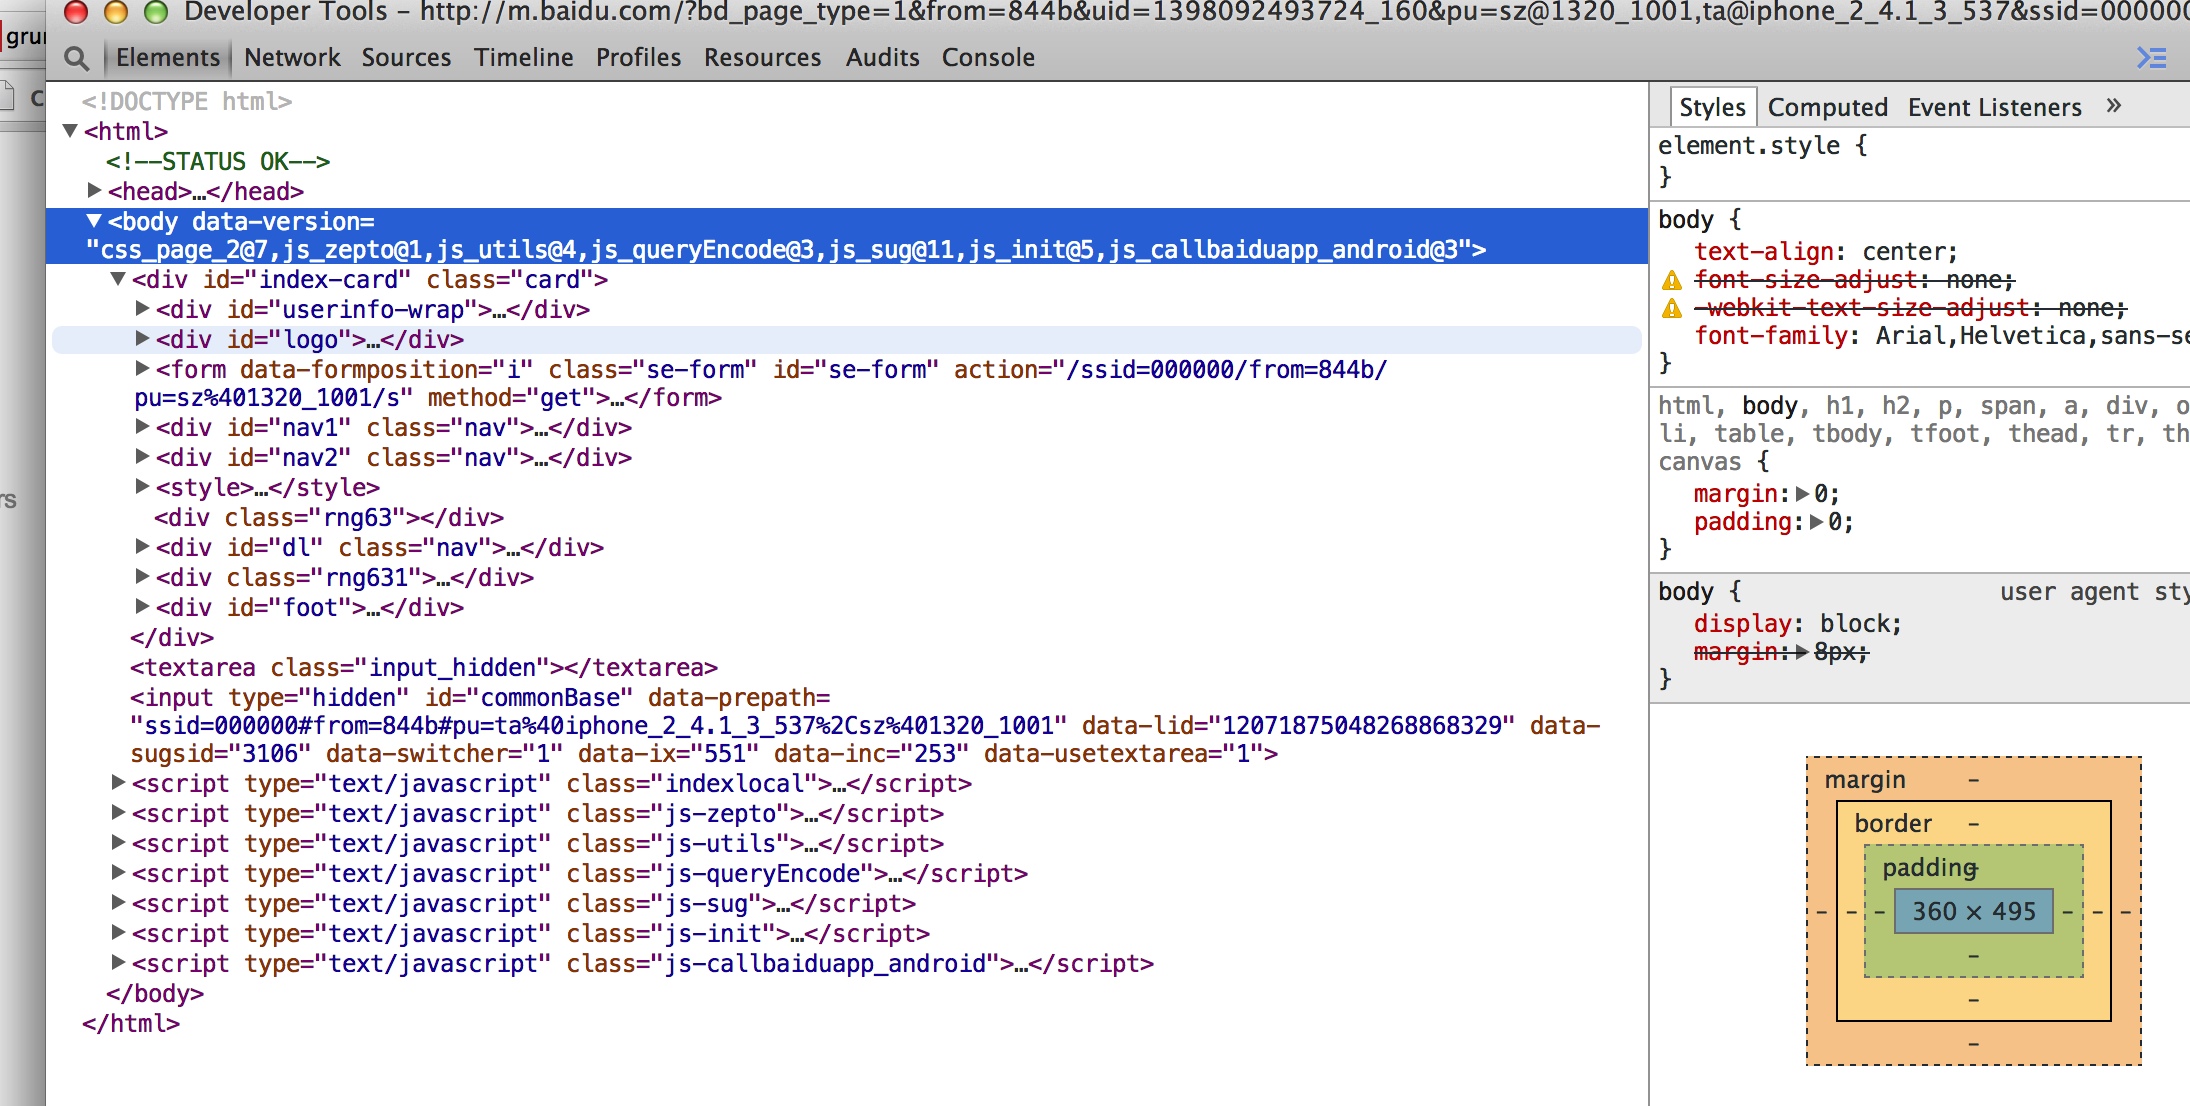 Developer Tools - http://m.baidu.com/?bd_page_type=1&from=844b&uid=1398092493724_160&pu=sz@1320_1001,ta@iphone_2_4.1_3_537&ssid=000000
Elements Network Sources Timeline Profiles Resources Audits Console
<!DOCTYPE html>
<html>
<!--STATUS OK-->
<head>…</head>
<body data-version=
"css_page_2@7,js_zepto@1,js_utils@4,js_queryEncode@3,js_sug@11,js_init@5,js_callbaiduapp_android@3">
<div id="index-card" class="card">
<div id="userinfo-wrap">…</div>
<div id="logo">…</div>
<form data-formposition="i" class="se-form" id="se-form" action="/ssid=000000/from=844b/
pu=sz%401320_1001/s" method="get">…</form>
<div id="nav1" class="nav">…</div>
<div id="nav2" class="nav">…</div>
<style>…</style>
<div class="rng63"></div>
<div id="dl" class="nav">…</div>
<div class="rng631">…</div>
<div id="foot">…</div>
</div>
<textarea class="input_hidden"></textarea>
<input type="hidden" id="commonBase" data-prepath=
"ssid=000000#from=844b#pu=ta%40iphone_2_4.1_3_537%2Csz%401320_1001" data-lid="12071875048268868329" data-
sugsid="3106" data-switcher="1" data-ix="551" data-inc="253" data-usetextarea="1">
<script type="text/javascript" class="indexlocal">…</script>
<script type="text/javascript" class="js-zepto">…</script>
<script type="text/javascript" class="js-utils">…</script>
<script type="text/javascript" class="js-queryEncode">…</script>
<script type="text/javascript" class="js-sug">…</script>
<script type="text/javascript" class="js-init">…</script>
<script type="text/javascript" class="js-callbaiduapp_android">…</script>
</body>
</html>
Styles Computed Event Listeners »
element.style {
}
body {
text-align: center;
font-size-adjust: none;
-webkit-text-size-adjust: none;
font-family: Arial,Helvetica,sans-se
}
html, body, h1, h2, p, span, a, div, o
li, table, tbody, tfoot, thead, tr, th
canvas {
margin: 0;
padding: 0;
}
body { user agent sty
display: block;
margin: 8px;
}
margin -
border -
padding -
- - - 360 × 495 - - -
-
-
-
grun
C
rs